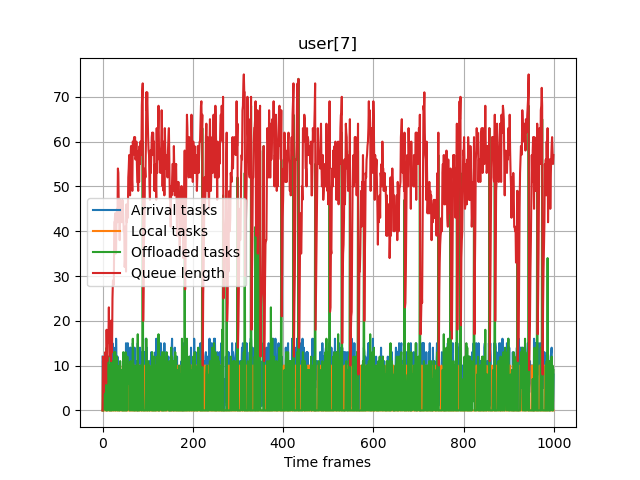 user[7]
70
60
50
40
30
20
10
0
Arrival tasks
Local tasks
Offloaded tasks
Queue length
0 200 400 600 800 1000
Time frames